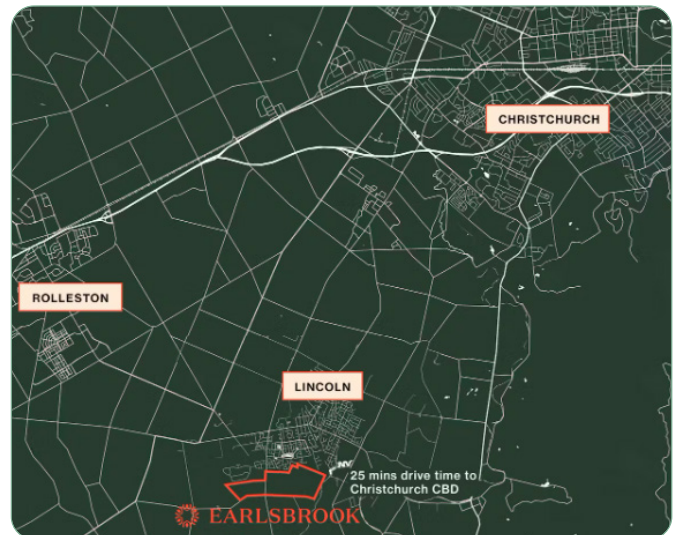 CHRISTCHURCH
ROLLESTON
LINCOLN
25 mins drive time to
Christchurch CBD
EARLSBROOK